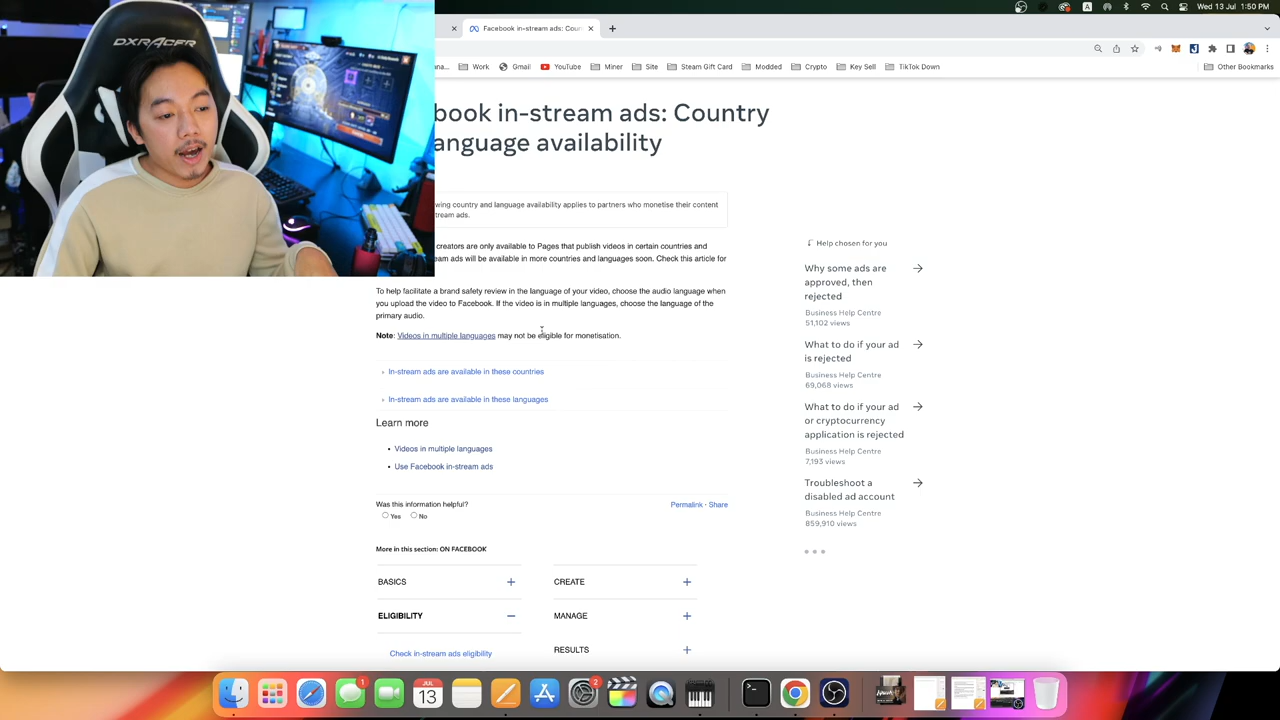 DXRACER
Facebook in-stream ads: Coun
Wed 13 Jul 1:50 PM
Work
Gmail
YouTube
Miner
Site
Steam Gift Card
Modded
Crypto
Key Sell
TikTok Down
Other Bookmarks
book in-stream ads: Country
anguage availability
wing country and language availability applies to partners who monetise their content
tream ads.
creators are only available to Pages that publish videos in certain countries and
eam ads will be available in more countries and languages soon. Check this article for
To help facilitate a brand safety review in the language of your video, choose the audio language when
you upload the video to Facebook. If the video is in multiple languages, choose the language of the
primary audio.
Note: Videos in multiple languages may not be eligible for monetisation.
In-stream ads are available in these countries
In-stream ads are available in these languages
Learn more
Videos in multiple languages
Use Facebook in-stream ads
Was this information helpful?
Permalink · Share
Yes No
More in this section: ON FACEBOOK
BASICS
CREATE
ELIGIBILITY
MANAGE
Check in-stream ads eligibility
RESULTS
Help chosen for you
Why some ads are
approved, then
rejected
Business Help Centre
51,102 views
What to do if your ad
is rejected
Business Help Centre
69,068 views
What to do if your ad
or cryptocurrency
application is rejected
Business Help Centre
7,193 views
Troubleshoot a
disabled ad account
Business Help Centre
859,910 views
1
JUL
13
2